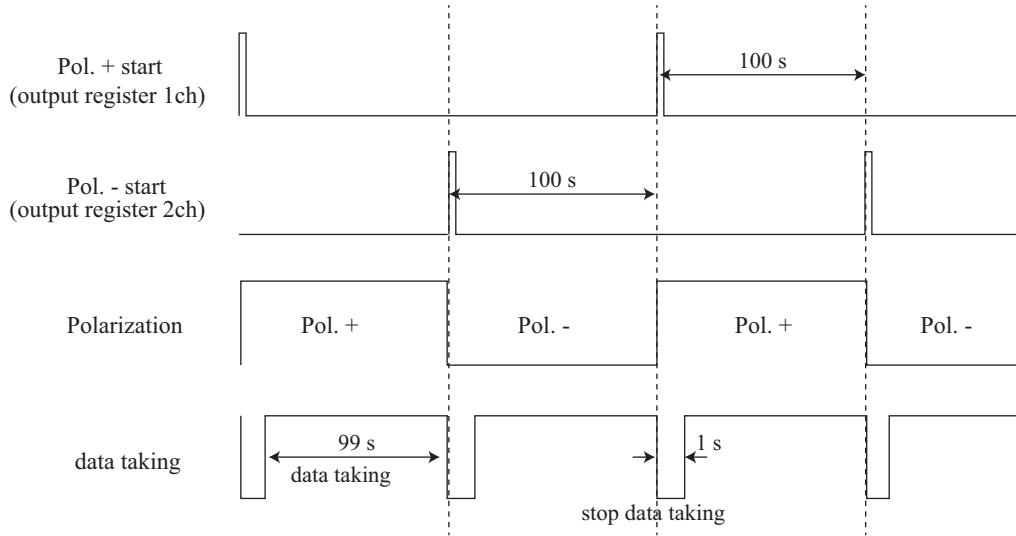 Pol. + start
(output register 1ch)
100 s
Pol. - start
(output register 2ch)
100 s
Polarization
Pol. +
Pol. -
Pol. +
Pol. -
data taking
99 s
data taking
1 s
stop data taking